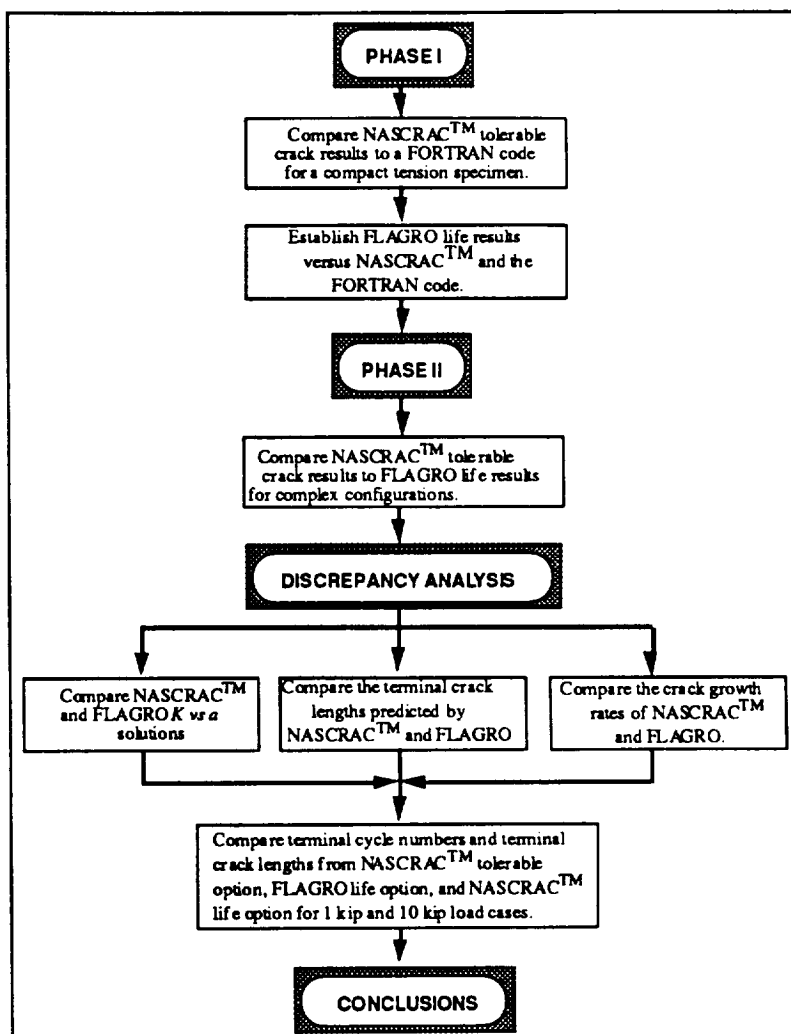 PHASE I
Compare NASCRAC™ tolerable
crack results to a FORTRAN code
for a compact tension specimen.
Establish FLAGRO life results
versus NASCRAC™ and the
FORTRAN code.
PHASE II
Compare NASCRAC™ tolerable
crack results to FLAGRO life results
for complex configurations.
DISCREPANCY ANALYSIS
Compare NASCRAC™
and FLAGRO K vs a
solutions
Compare the terminal crack
lengths predicted by
NASCRAC™ and FLAGRO
Compare the crack growth
rates of NASCRAC™
and FLAGRO.
Compare terminal cycle numbers and terminal
crack lengths from NASCRAC™ tolerable
option, FLAGRO life option, and NASCRAC™
life option for 1 kip and 10 kip load cases.
CONCLUSIONS